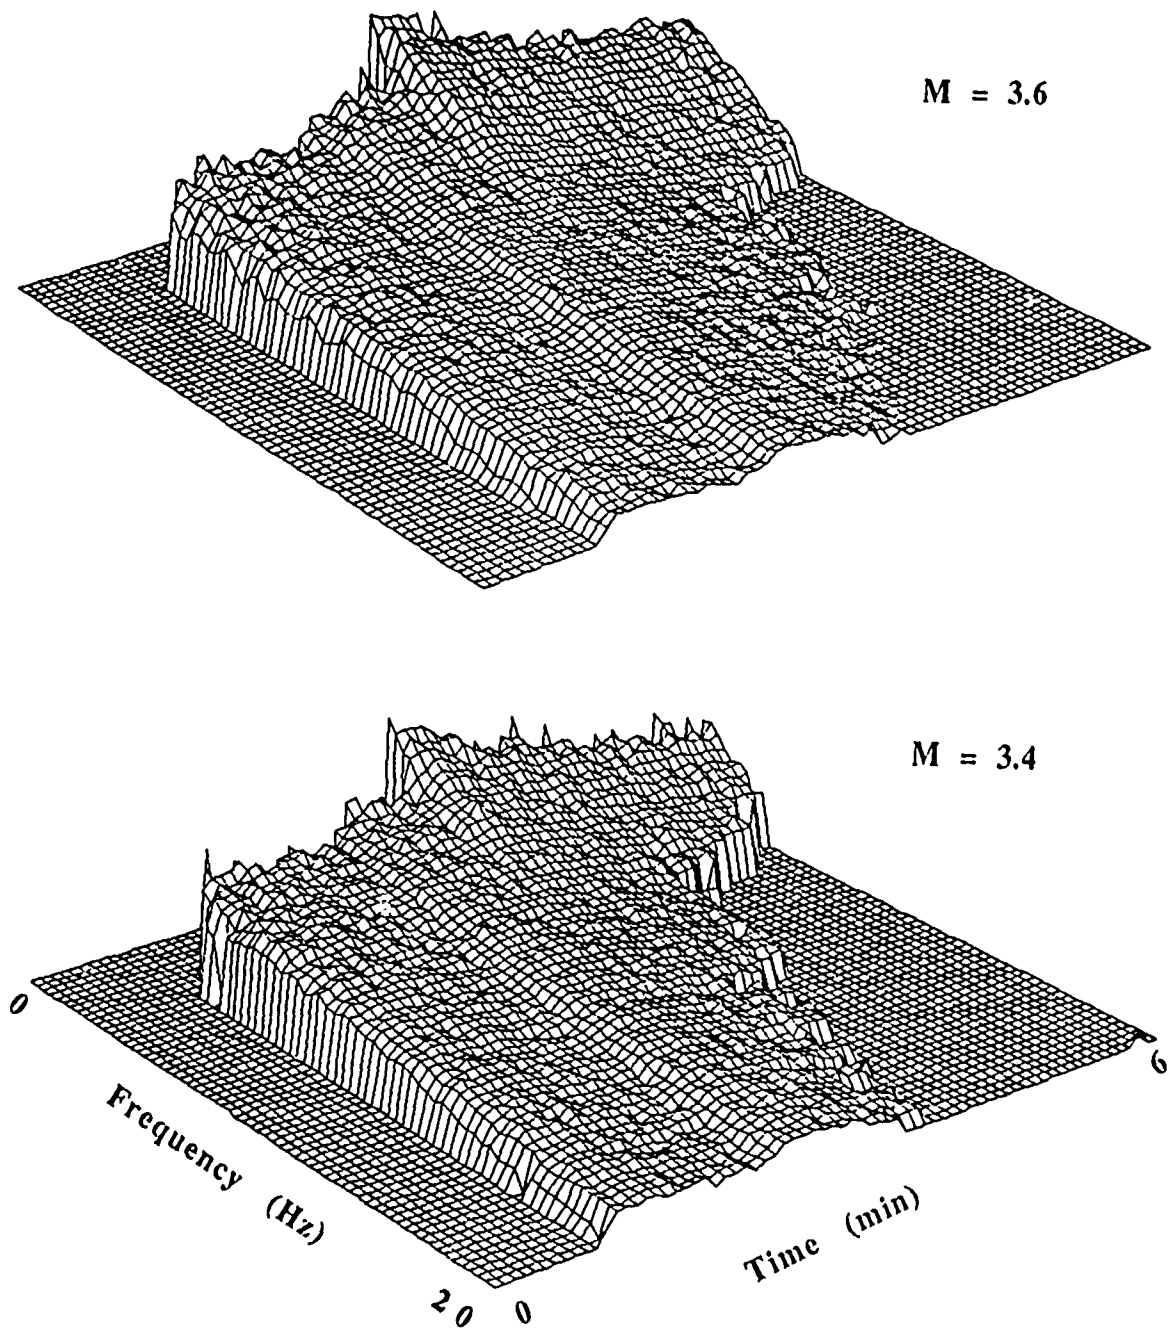 M = 3.6
M = 3.4
0
6
Frequency (Hz)
Time (min)
20
0